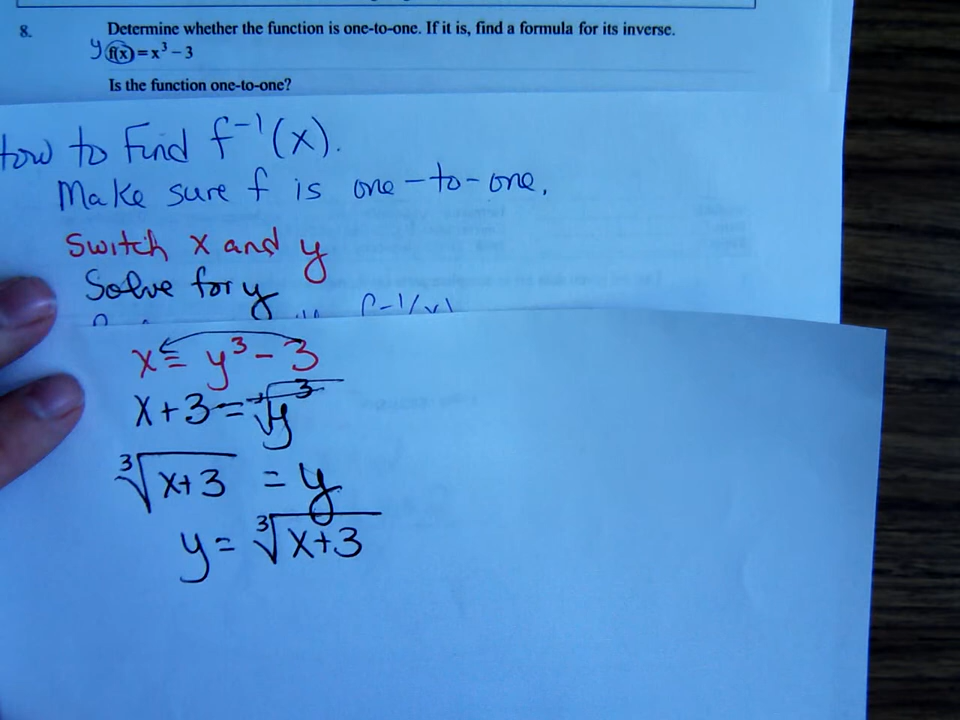 8. Determine whether the function is one-to-one. If it is, find a formula for its inverse.
y f(x) = x³ – 3
Is the function one-to-one?
How to Find f⁻¹(x).
Make sure f is one-to-one.
Switch x and y
Solve for y
f⁻¹(x)
x = y³ - 3
x + 3 = ∛y³
∛x+3 = y
y = ∛x+3